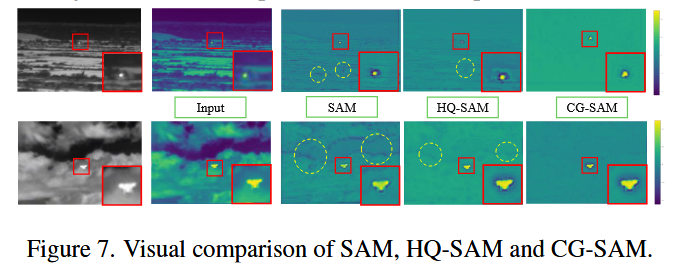 Input
SAM
HQ-SAM
CG-SAM
Figure 7. Visual comparison of SAM, HQ-SAM and CG-SAM.